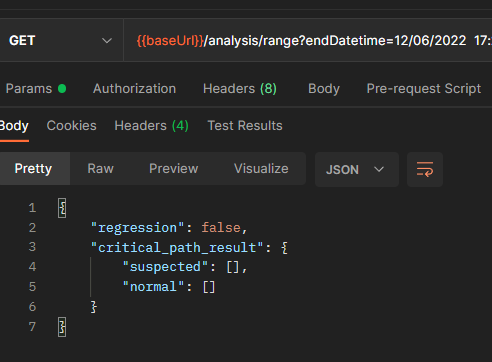 GET {{baseUrl}}/analysis/range?endDatetime=12/06/2022 17:
Params Authorization Headers (8) Body Pre-request Script
Body Cookies Headers (4) Test Results
Pretty Raw Preview Visualize JSON
1 {
2 "regression": false,
3 "critical_path_result": {
4 "suspected": [],
5 "normal": []
6 }
7 }